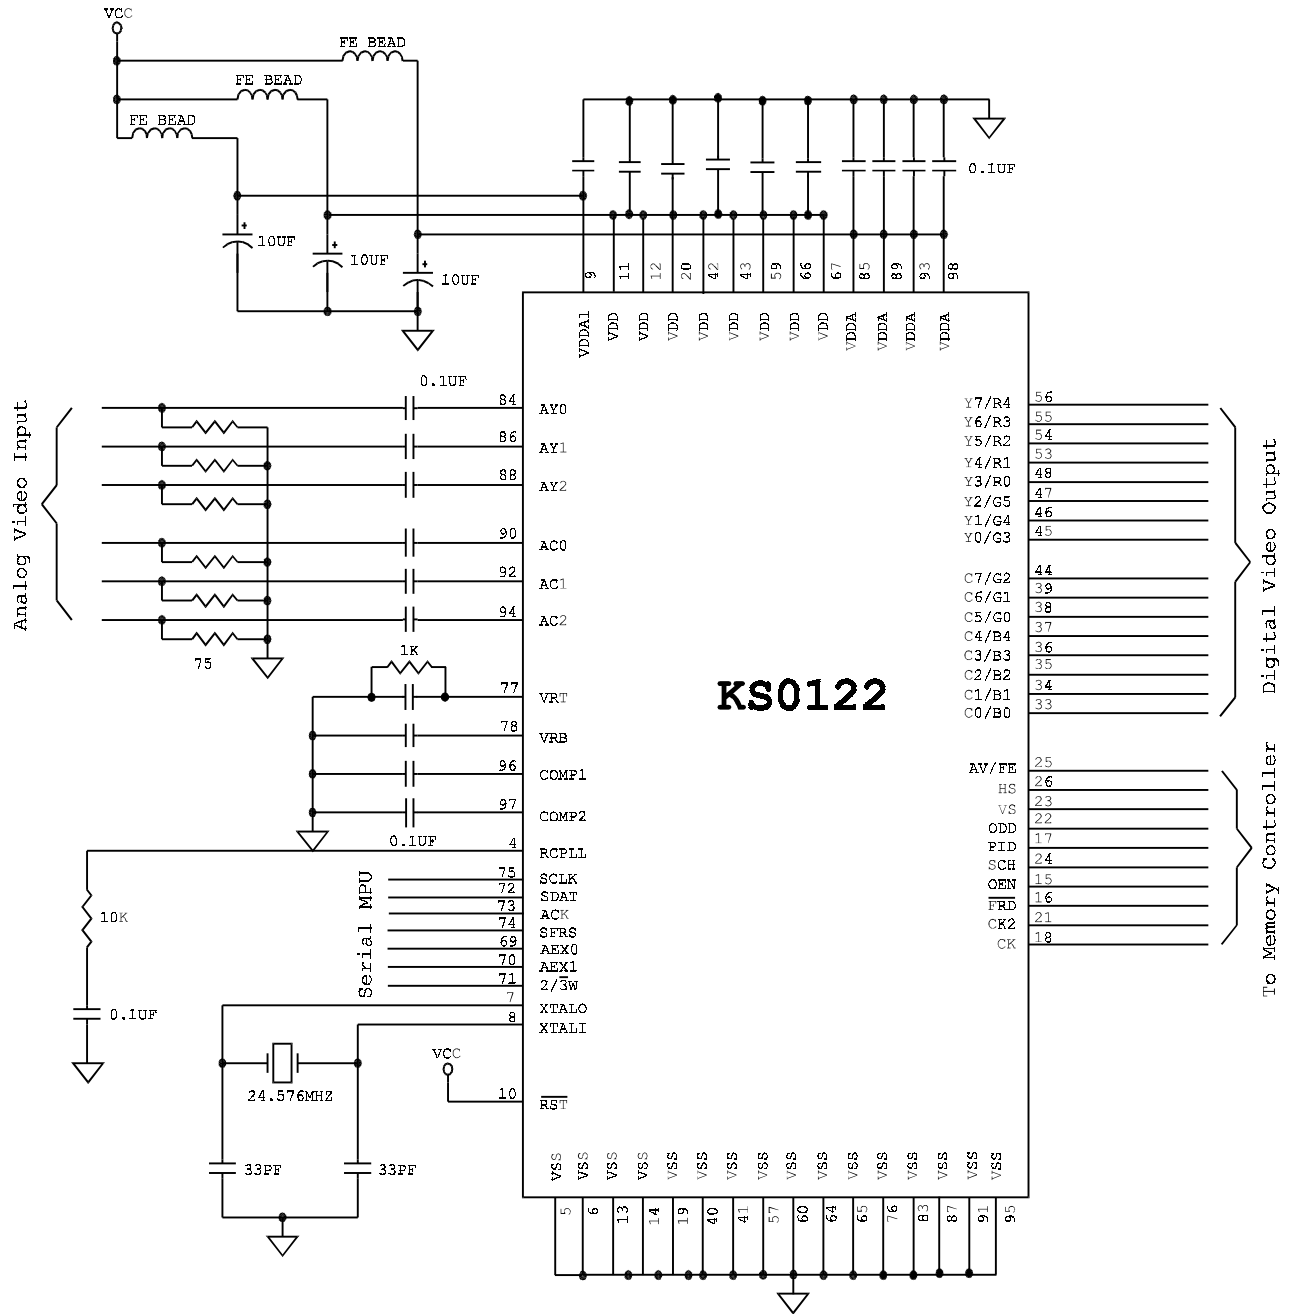 VCC
FE BEAD
FE BEAD
FE BEAD
0.1UF
10UF
10UF
10UF
9 11 12 20 42 43 59 66 67 85 89 93 98
VDDA1 VDD VDD VDD VDD VDD VDD VDD VDD VDDA VDDA VDDA VDDA
Analog Video Input
0.1UF
84 AY0
86 AY1
88 AY2
90 AC0
92 AC1
94 AC2
75
1K
77 VRT
78 VRB
96 COMP1
97 COMP2
0.1UF
4 RCPLL
10K
0.1UF
Serial MPU
75 SCLK
72 SDAT
73 ACK
74 SFRS
69 AEX0
70 AEX1
71 2/3W
7 XTALO
8 XTALI
24.576MHZ
33PF
33PF
VCC
10 RST
KS0122
Y7/R4 56
Y6/R3 55
Y5/R2 54
Y4/R1 53
Y3/R0 48
Y2/G5 47
Y1/G4 46
Y0/G3 45
C7/G2 44
C6/G1 39
C5/G0 38
C4/B4 37
C3/B3 36
C2/B2 35
C1/B1 34
C0/B0 33
Digital Video Output
AV/FE 25
HS 26
VS 23
ODD 22
PID 17
SCH 24
OEN 15
FRD 16
CK2 21
CK 18
To Memory Controller
VSS VSS VSS VSS VSS VSS VSS VSS VSS VSS VSS VSS VSS VSS VSS VSS
5 6 13 14 19 40 41 57 60 64 65 76 83 87 91 95